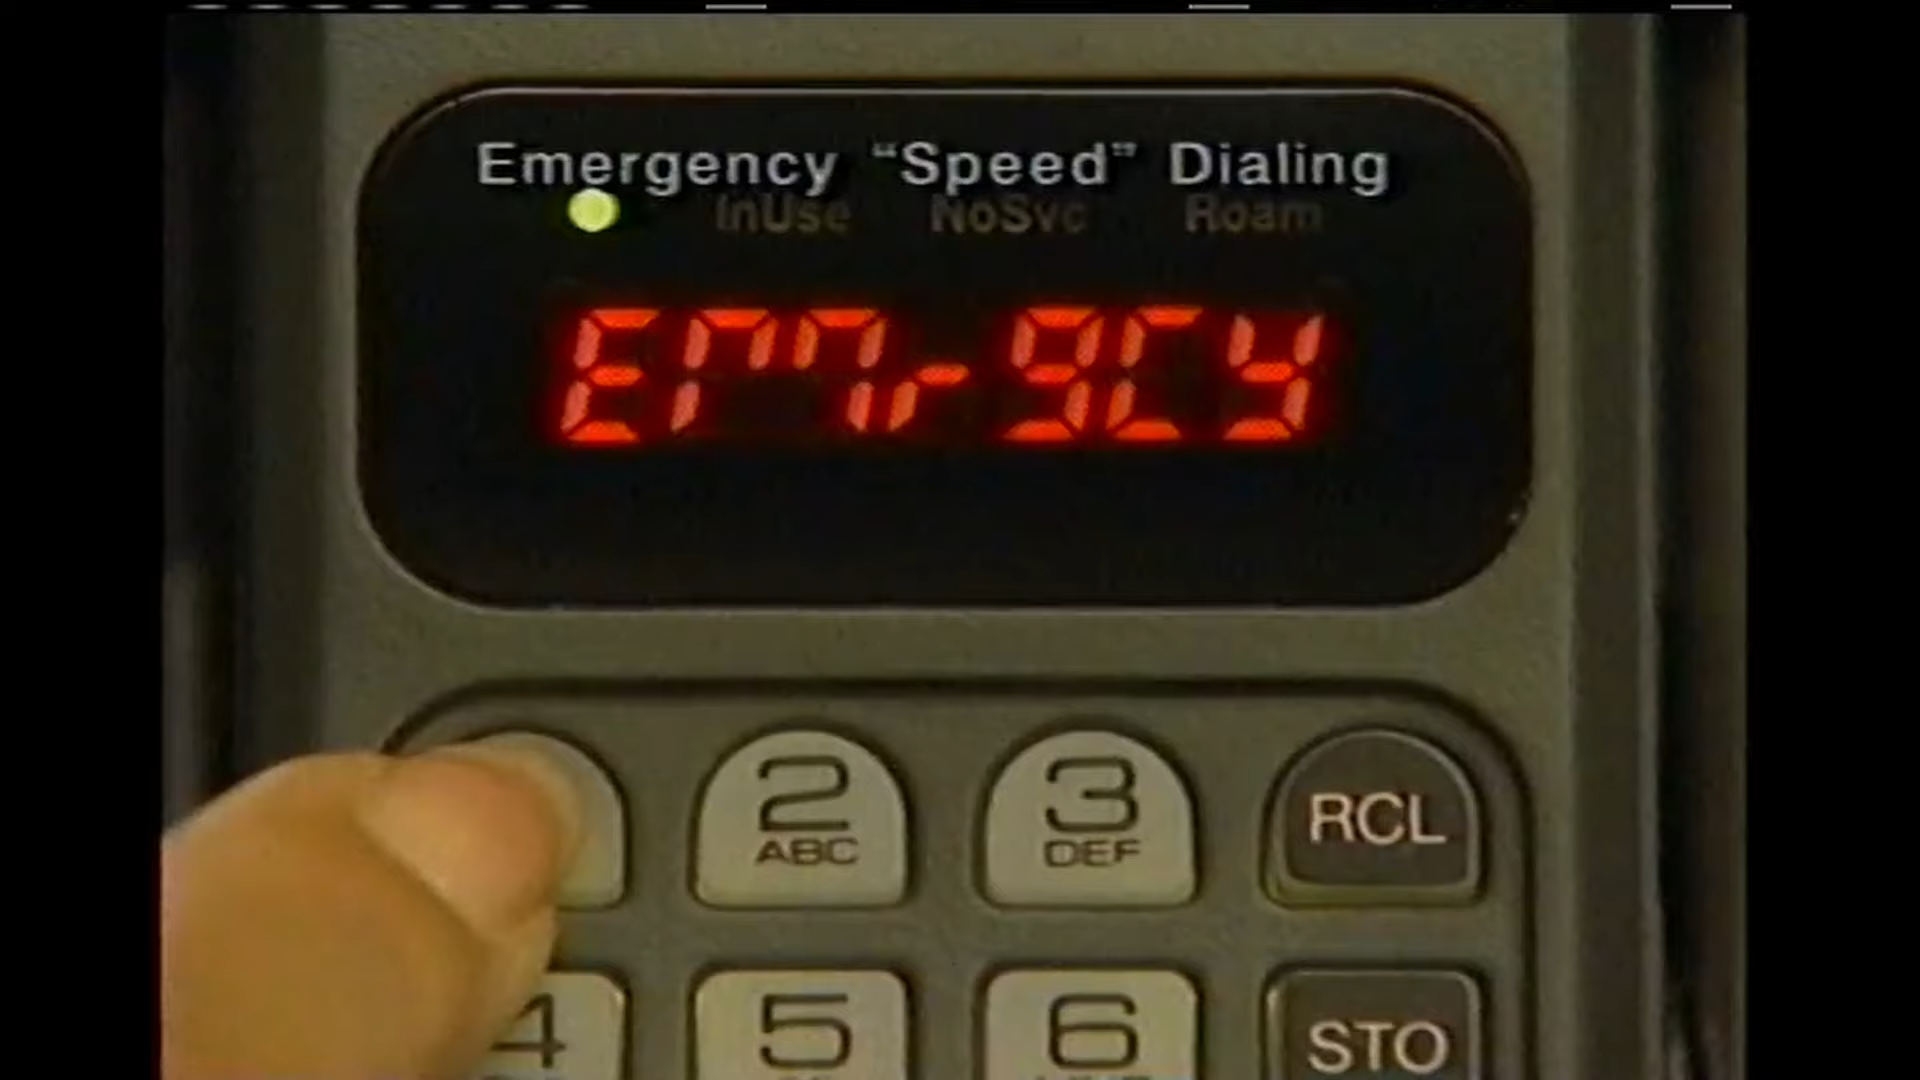 Emergency “Speed” Dialing
InUse NoSvc Roam
Emrgcy
2 3 RCL
ABC DEF
4 5 6 STO